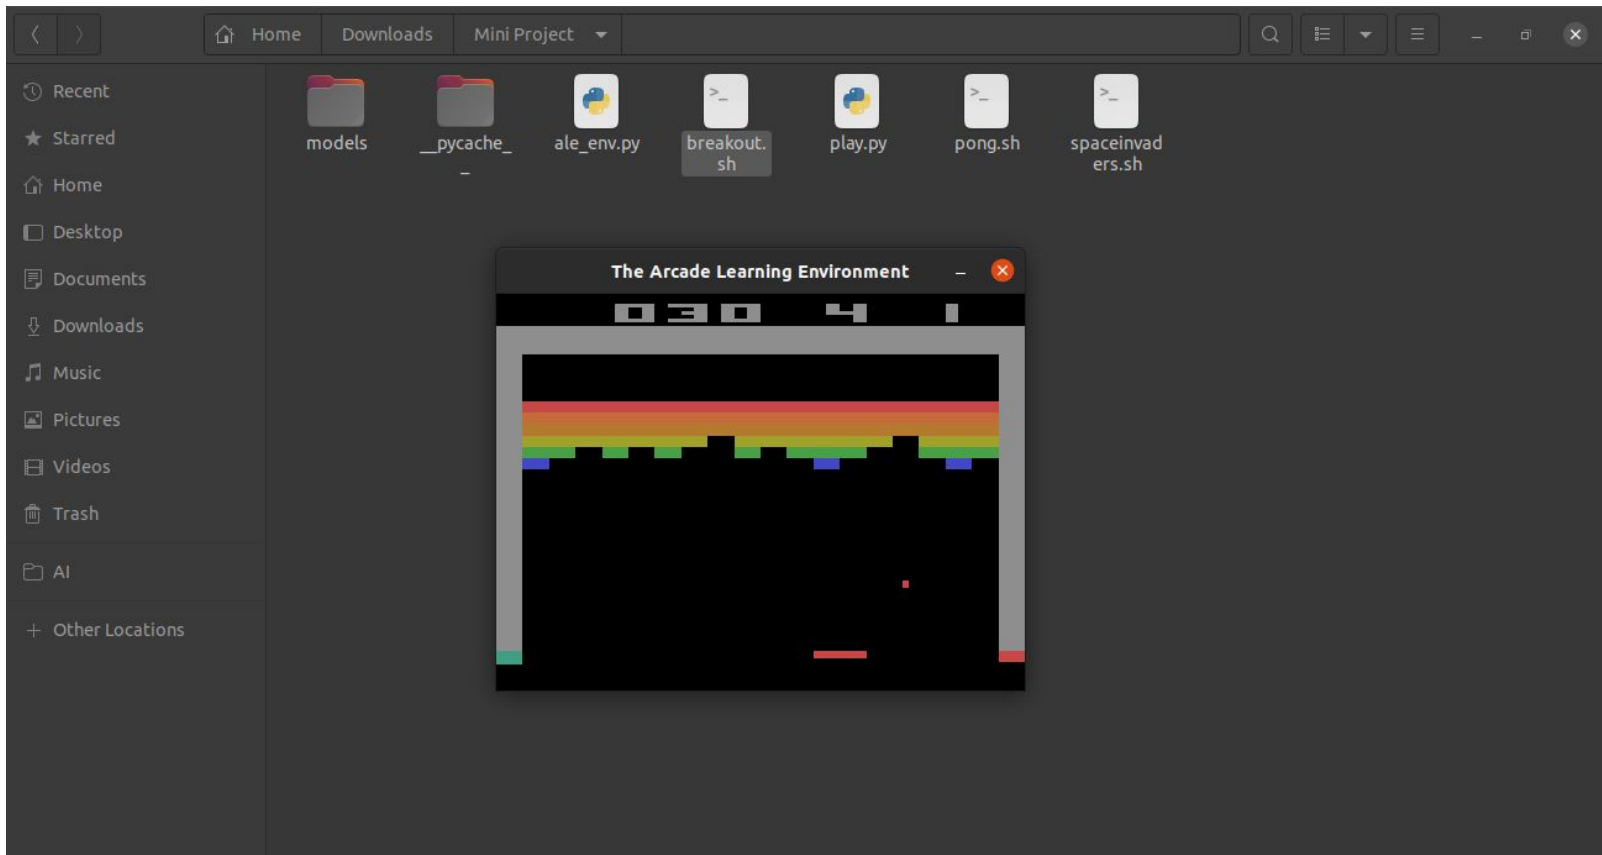 Home Downloads Mini Project
Recent
Starred
Home
Desktop
Documents
Downloads
Music
Pictures
Videos
Trash
AI
+ Other Locations
models
__pycache_
_
ale_env.py
>_
breakout.
sh
play.py
>_
pong.sh
>_
spaceinvad
ers.sh
The Arcade Learning Environment
030 4 1